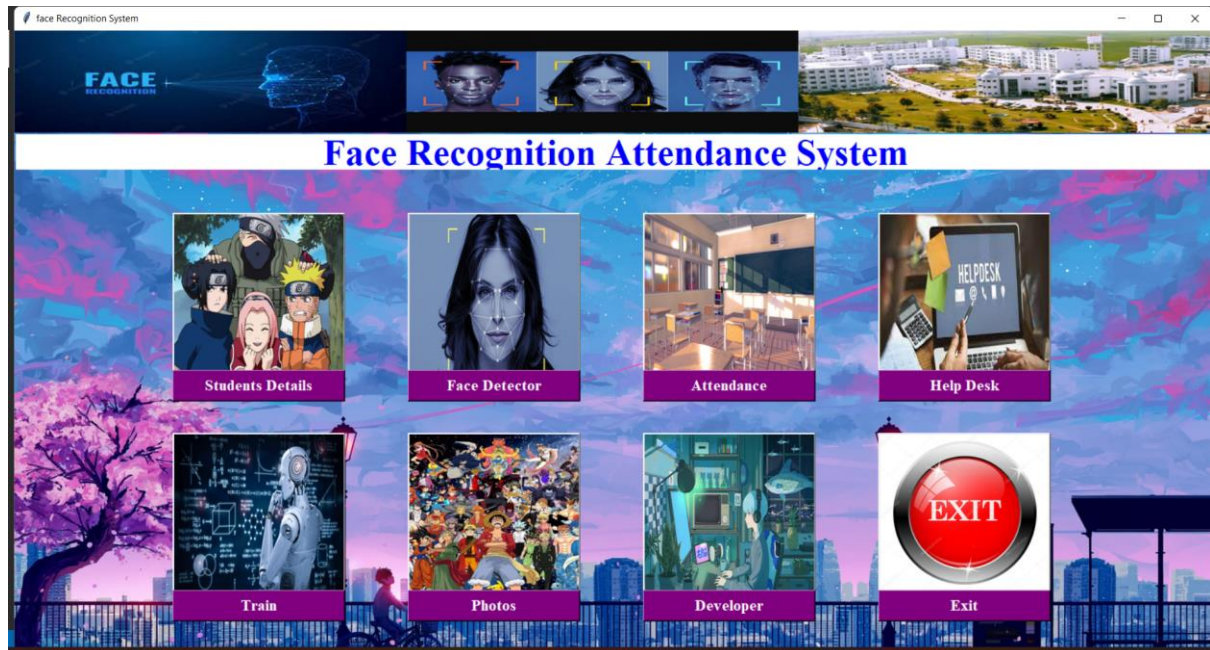 face Recognition System
FACE
RECOGNITION
Face Recognition Attendance System
HELPDESK
Students Details
Face Detector
Attendance
Help Desk
EXIT
Train
Photos
Developer
Exit